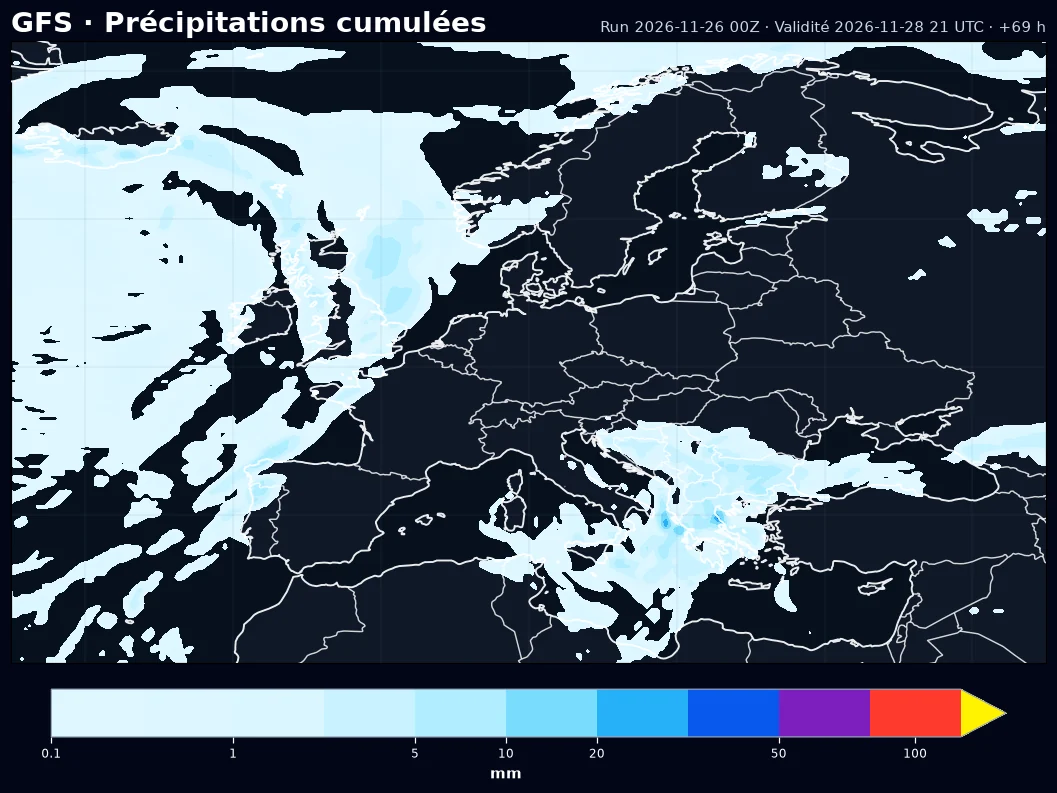 GFS · Précipitations cumulées
Run 2026-11-26 00Z · Validité 2026-11-28 21 UTC · +69 h
0.1 1 5 10 20 50 100
mm